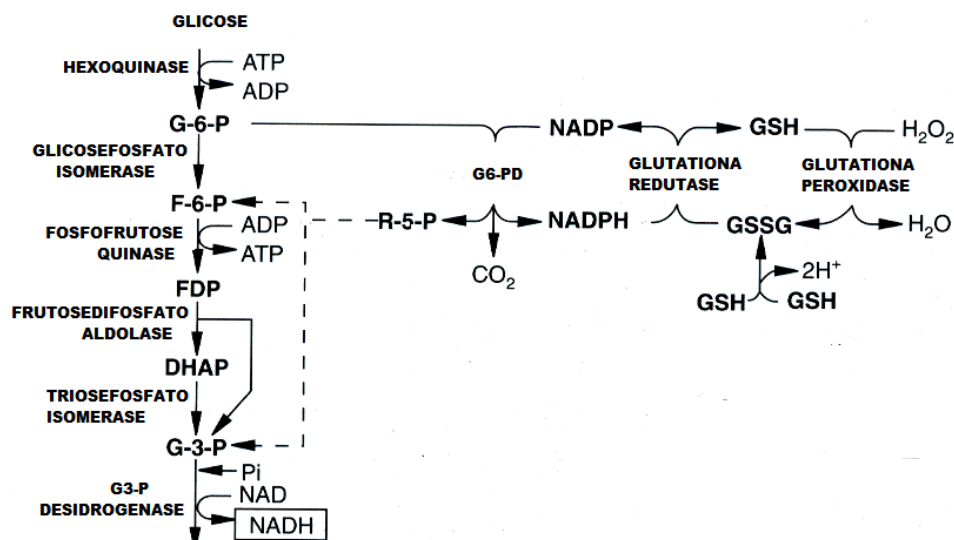 GLICOSE
HEXOQUINASE
ATP
ADP
G-6-P
NADP
GSH
H₂O₂
GLICOSEFOSFATO
ISOMERASE
G6-PD
GLUTATIONA
REDUTASE
GLUTATIONA
PEROXIDASE
F-6-P
R-5-P
NADPH
GSSG
H₂O
FOSFOFRUTOSE
QUINASE
ADP
ATP
CO₂
2H⁺
GSH
GSH
FDP
FRUTOSEDIFOSFATO
ALDOLASE
DHAP
TRIOSEFOSFATO
ISOMERASE
G-3-P
Pi
G3-P
DESIDROGENASE
NAD
NADH